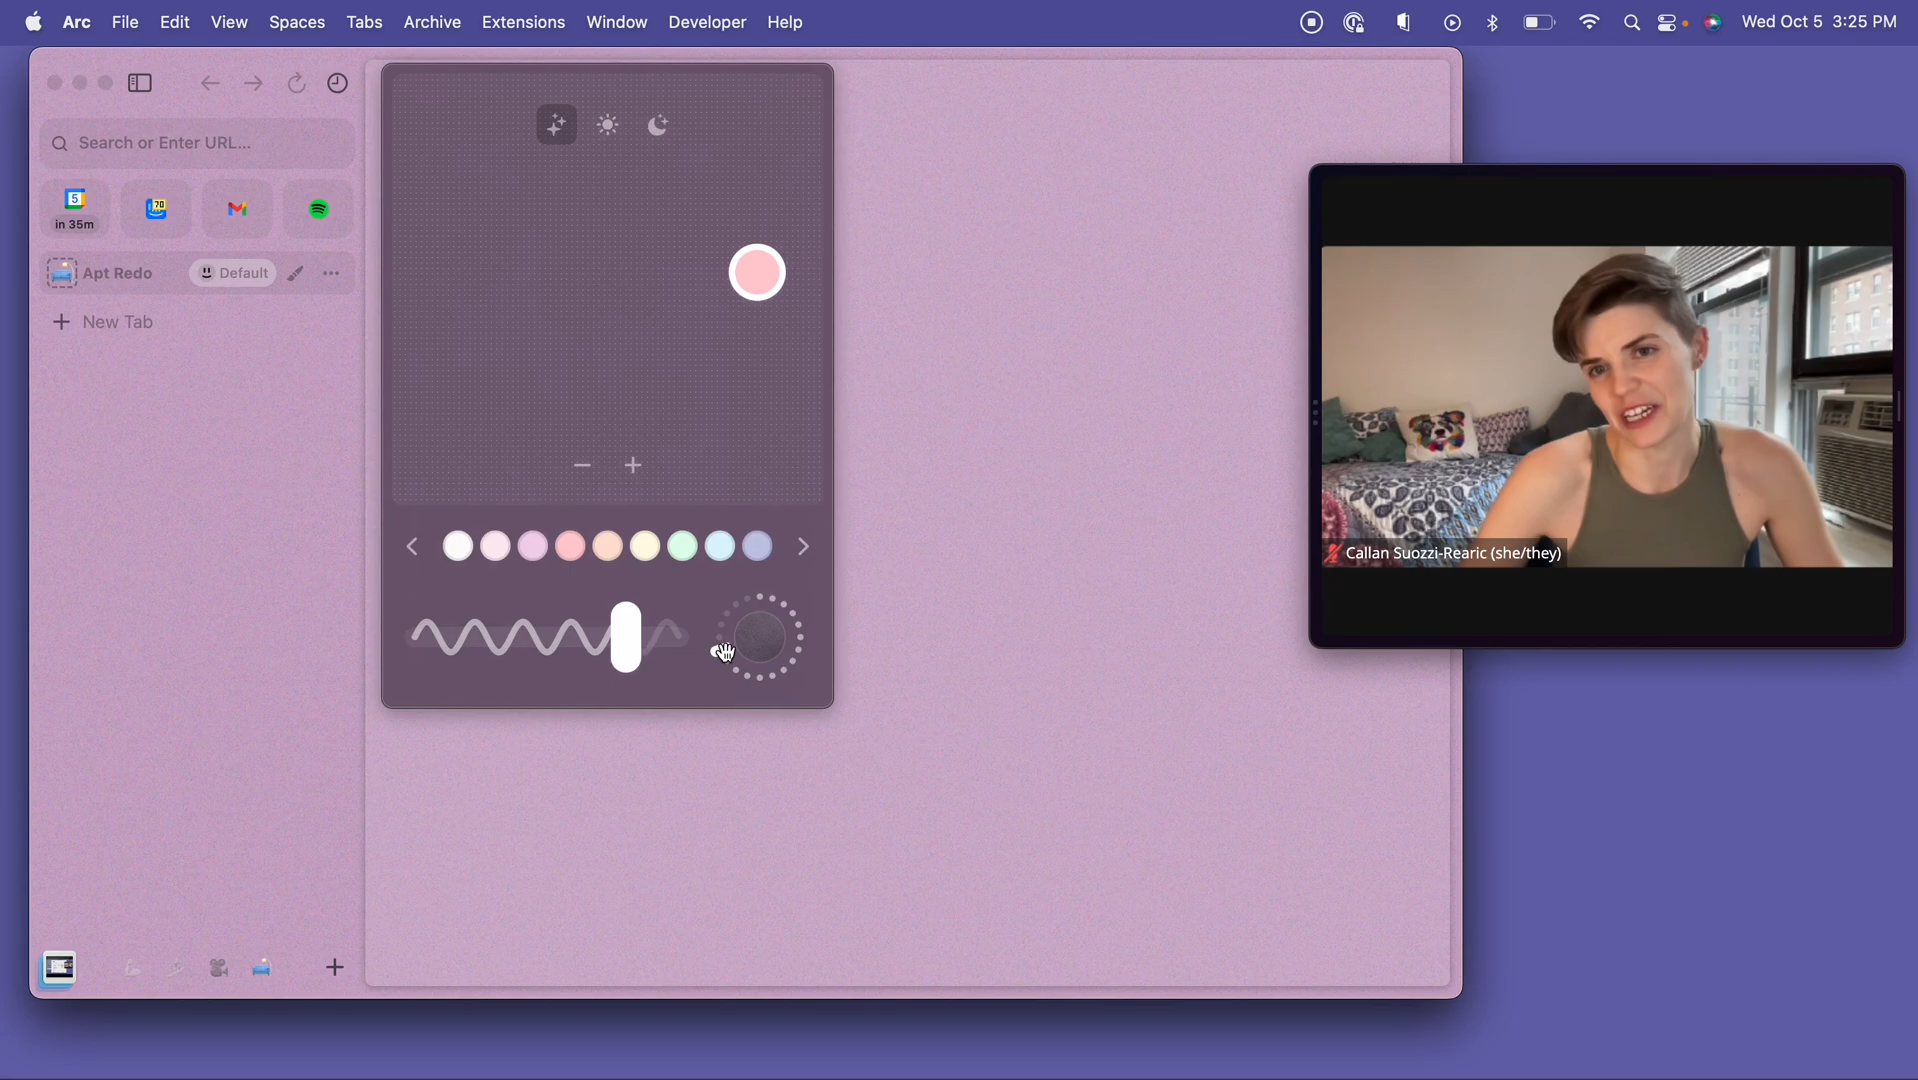 Arc File Edit View Spaces Tabs Archive Extensions Window Developer Help Wed Oct 5 3:25 PM
Search or Enter URL...
5
70
in 35m
Apt Redo Default
New Tab
Callan Suozzi-Rearic (she/they)